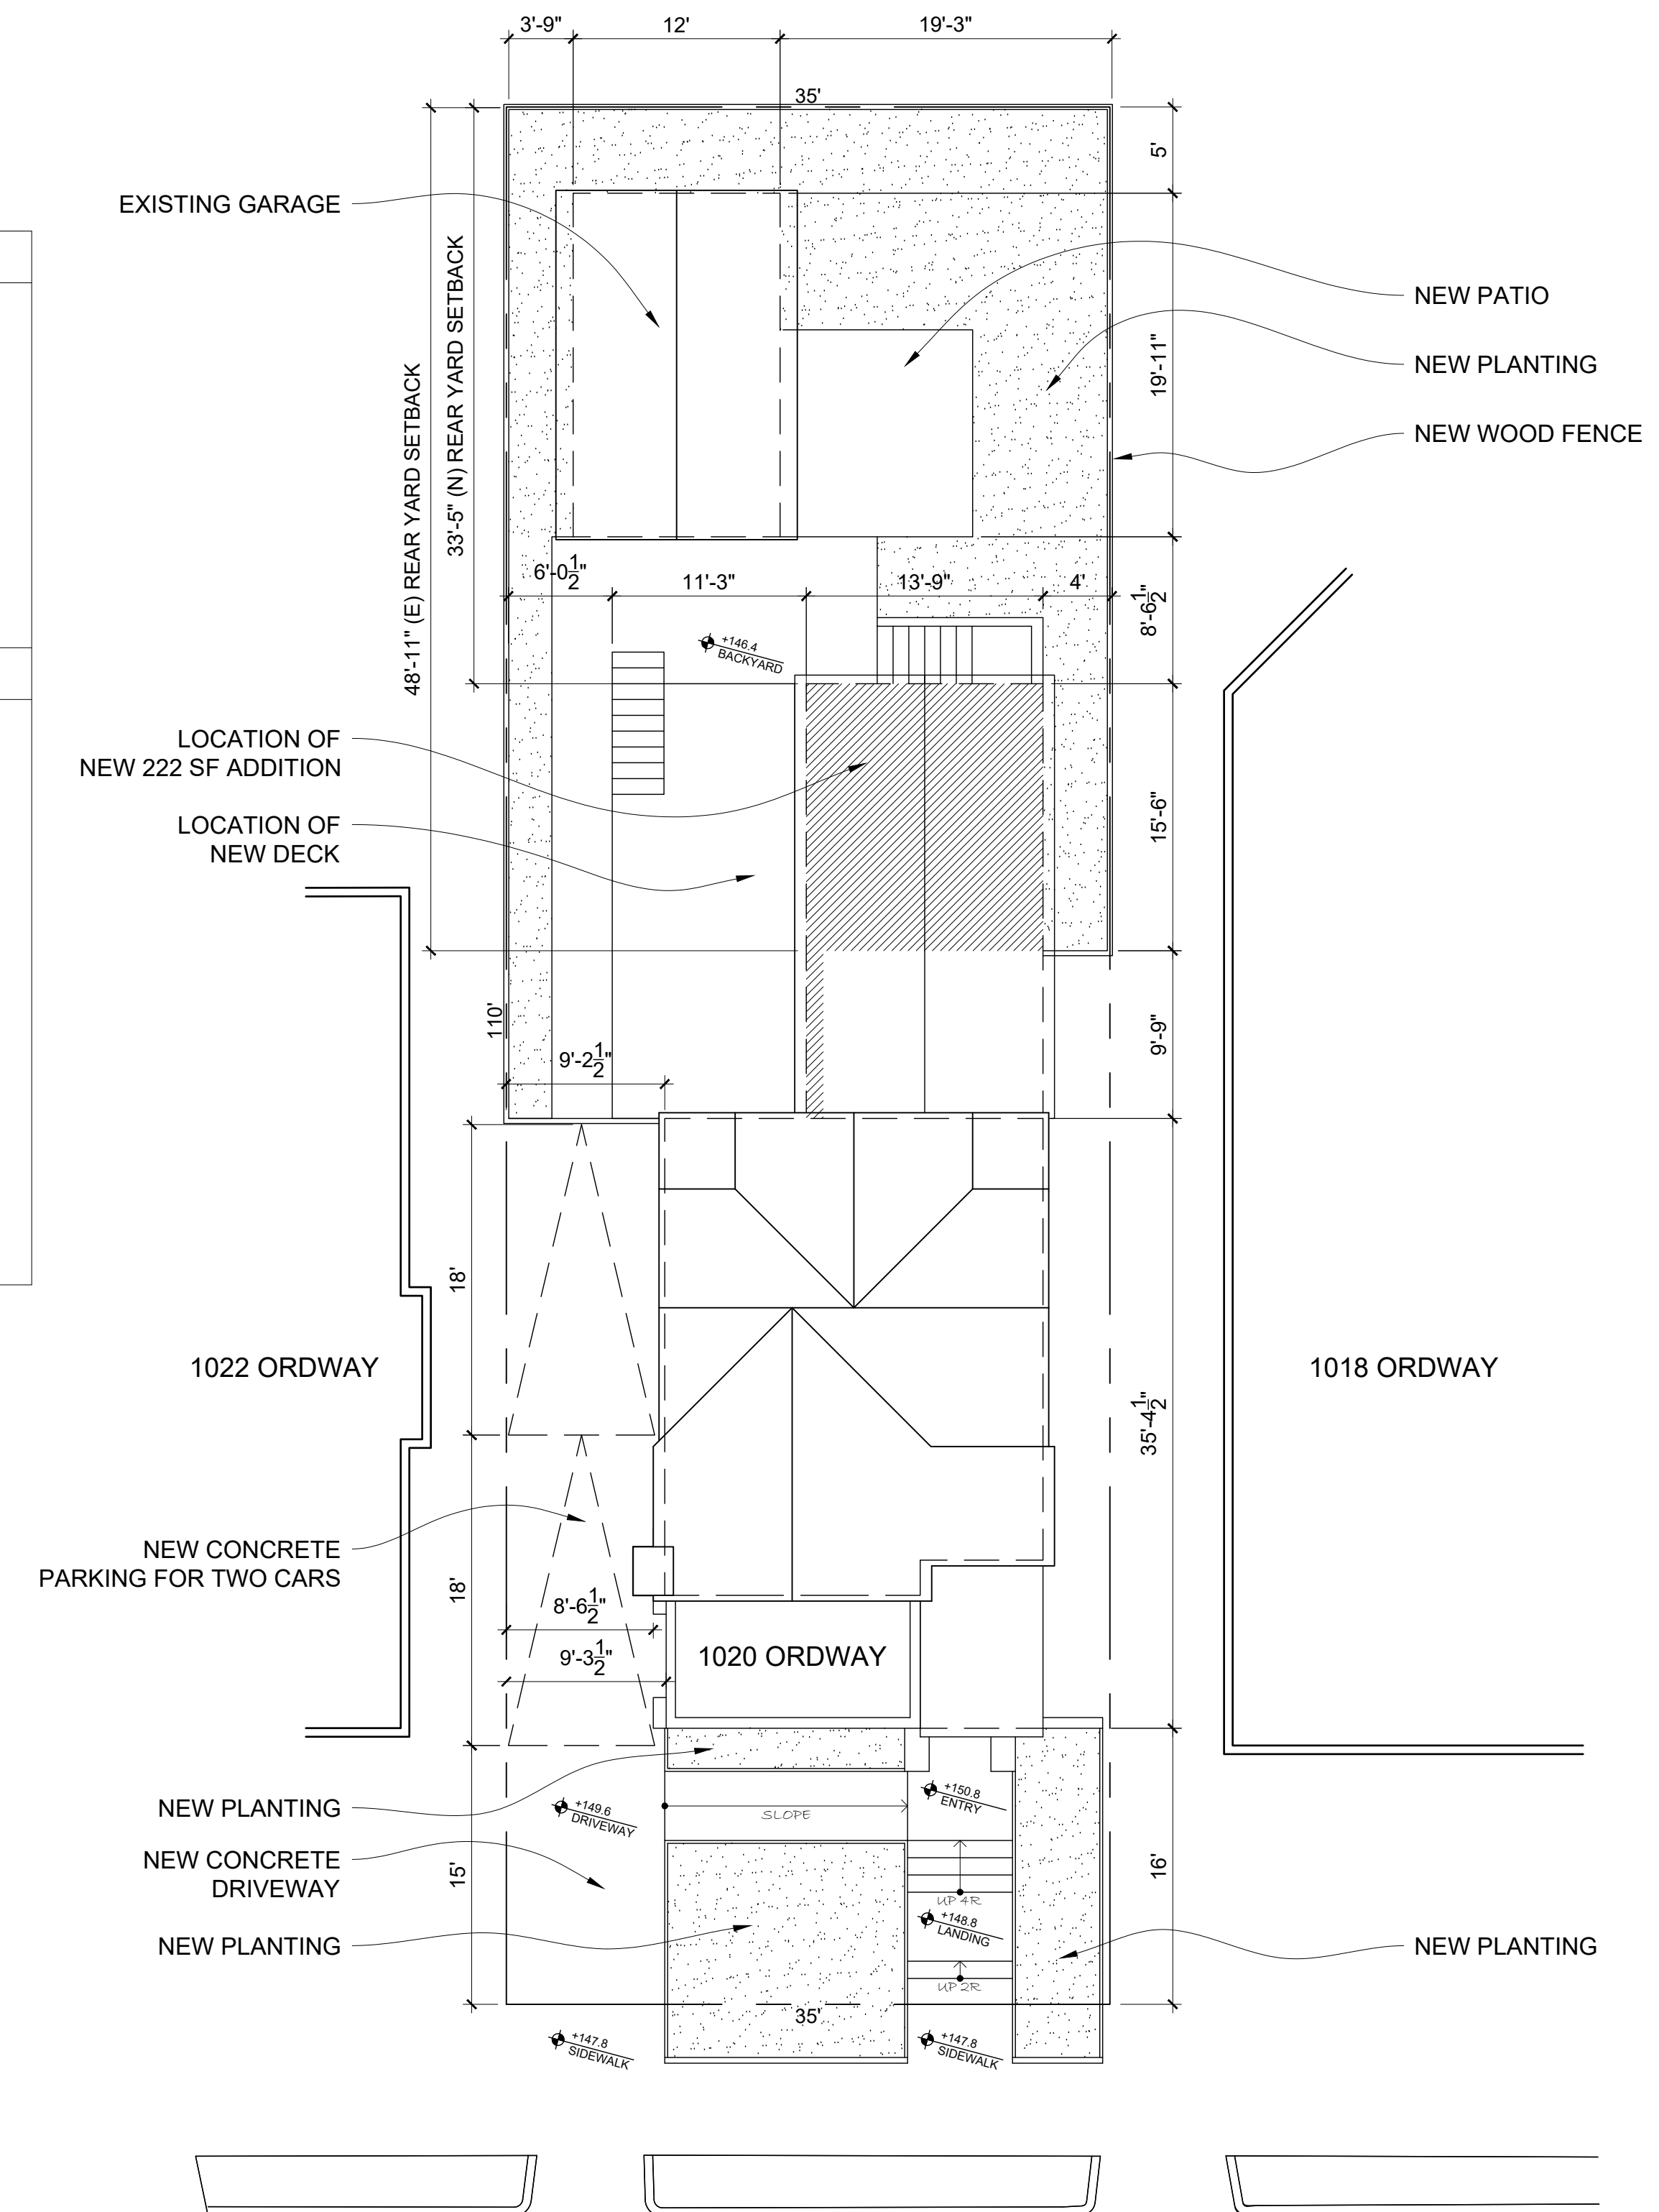 3'-9"
12'
19'-3"
35'
5'
EXISTING GARAGE
48'-11" (E) REAR YARD SETBACK
33'-5" (N) REAR YARD SETBACK
NEW PATIO
19'-11"
NEW PLANTING
NEW WOOD FENCE
6'-0 1/2"
11'-3"
13'-9"
4'
8'-6 1/2"
+146.4
BACKYARD
LOCATION OF
NEW 222 SF ADDITION
15'-6"
LOCATION OF
NEW DECK
110'
9'-9"
9'-2 1/2"
18'
1022 ORDWAY
1018 ORDWAY
35'-4 1/2"
NEW CONCRETE
PARKING FOR TWO CARS
18'
8'-6 1/2"
9'-3 1/2"
1020 ORDWAY
NEW PLANTING
+149.6
DRIVEWAY
SLOPE
+150.8
ENTRY
NEW CONCRETE
DRIVEWAY
15'
16'
UP 4R
+148.8
LANDING
NEW PLANTING
NEW PLANTING
UP 2R
35'
+147.8
SIDEWALK
+147.8
SIDEWALK